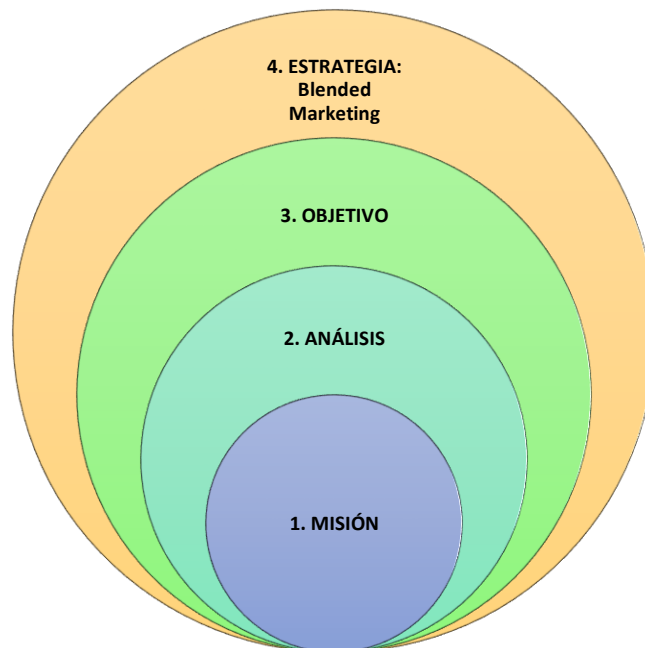 4. ESTRATEGIA:
Blended
Marketing
3. OBJETIVO
2. ANÁLISIS
1. MISIÓN